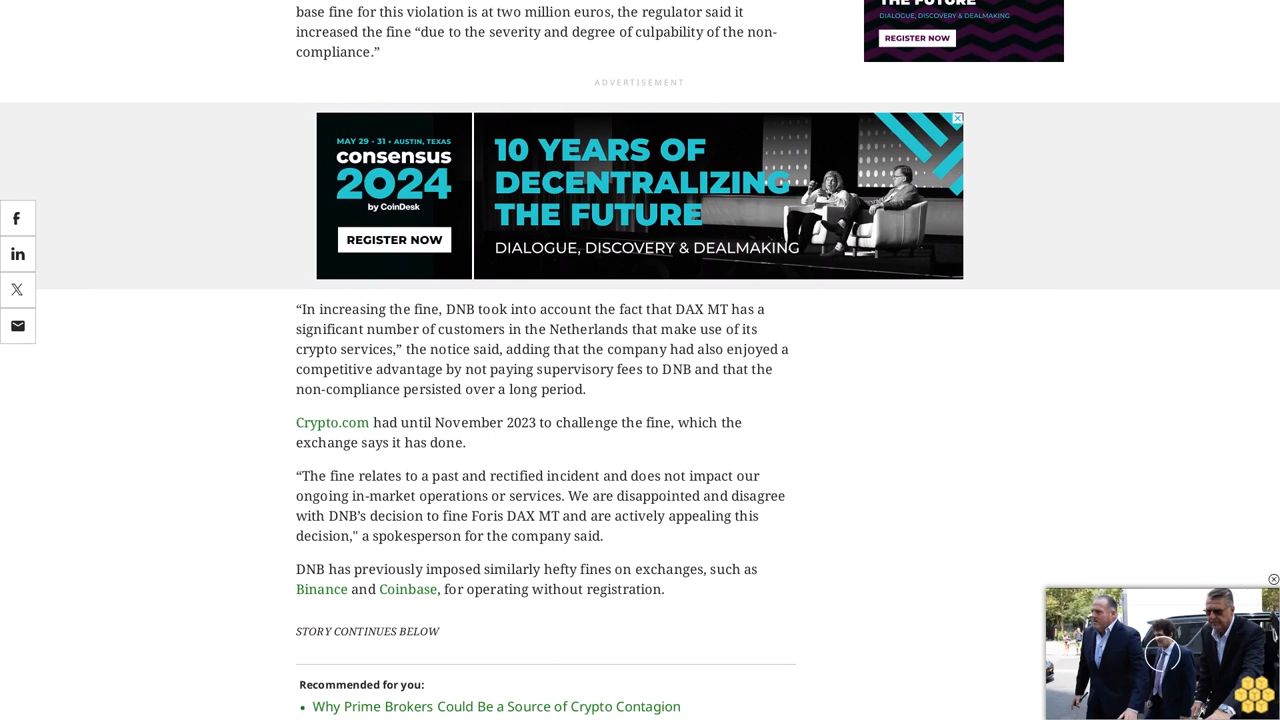 THE FUTURE
DIALOGUE, DISCOVERY & DEALMAKING
REGISTER NOW
base fine for this violation is at two million euros, the regulator said it
increased the fine “due to the severity and degree of culpability of the non-
compliance.”
ADVERTISEMENT
MAY 29 - 31 • AUSTIN, TEXAS
consensus
2024
by CoinDesk
REGISTER NOW
10 YEARS OF
DECENTRALIZING
THE FUTURE
DIALOGUE, DISCOVERY & DEALMAKING
“In increasing the fine, DNB took into account the fact that DAX MT has a
significant number of customers in the Netherlands that make use of its
crypto services,” the notice said, adding that the company had also enjoyed a
competitive advantage by not paying supervisory fees to DNB and that the
non-compliance persisted over a long period.
Crypto.com had until November 2023 to challenge the fine, which the
exchange says it has done.
“The fine relates to a past and rectified incident and does not impact our
ongoing in-market operations or services. We are disappointed and disagree
with DNB’s decision to fine Foris DAX MT and are actively appealing this
decision," a spokesperson for the company said.
DNB has previously imposed similarly hefty fines on exchanges, such as
Binance and Coinbase, for operating without registration.
STORY CONTINUES BELOW
Recommended for you:
• Why Prime Brokers Could Be a Source of Crypto Contagion